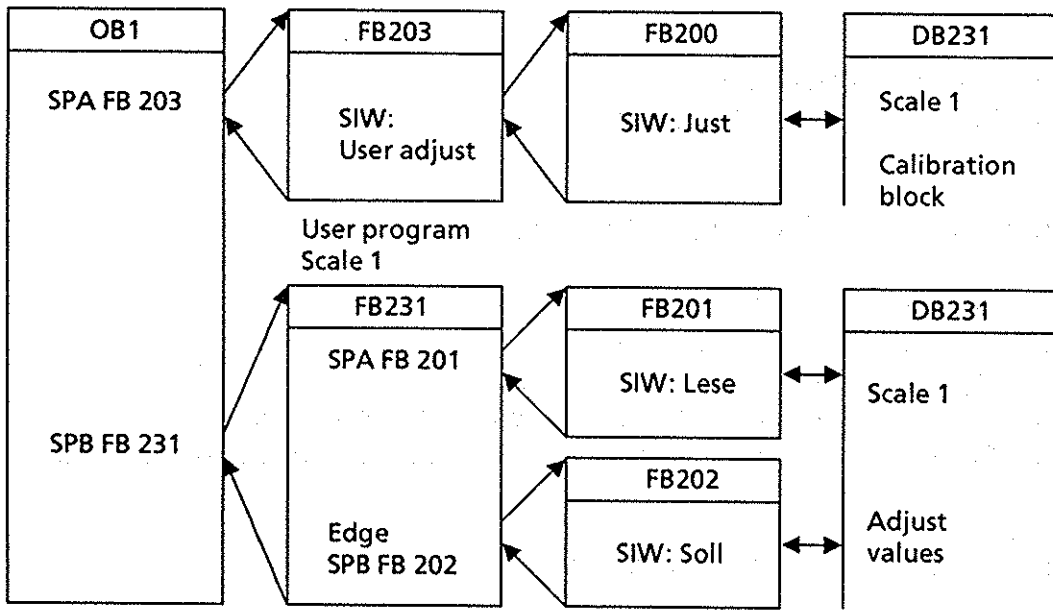 OB1
SPA FB 203
SPB FB 231
FB203
SIW:
User adjust
FB200
SIW: Just
DB231
Scale 1
Calibration
block
User program
Scale 1
FB231
SPA FB 201
Edge
SPB FB 202
FB201
SIW: Lese
FB202
SIW: Soll
DB231
Scale 1
Adjust
values